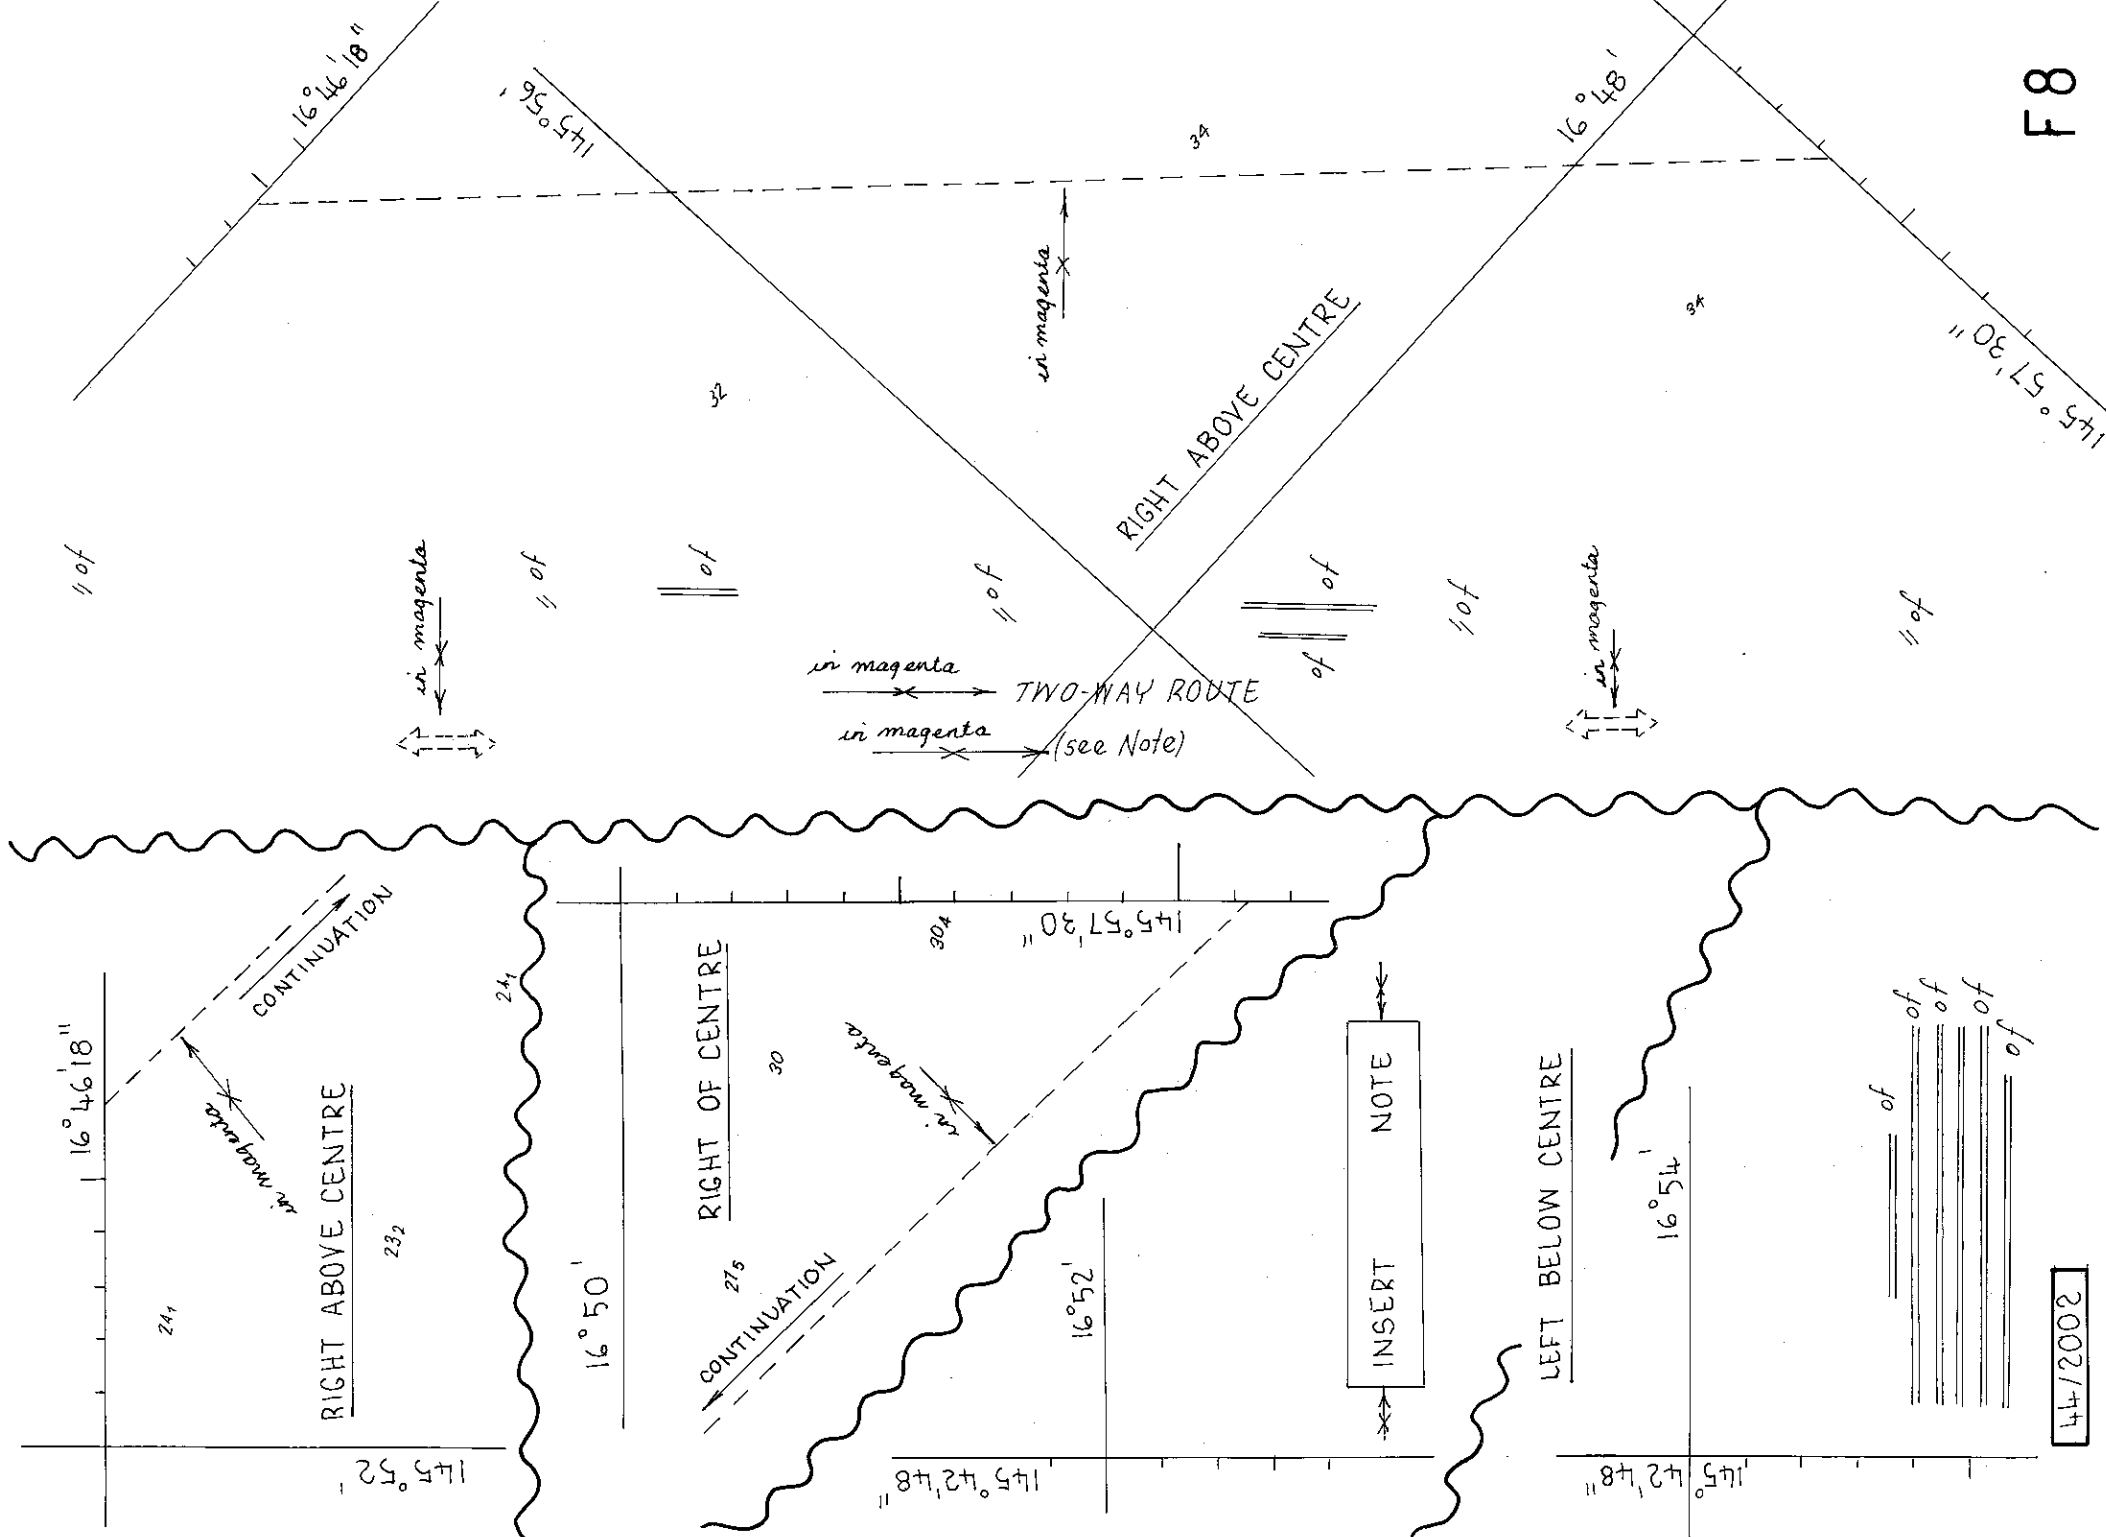 16°46'18"
145°56'
34
16°48'
F8
in magenta
RIGHT ABOVE CENTRE
34
145°57'30"
32
"of
in magenta
"of
of
"of
of
of
"of
in magenta
"of
in magenta
TWO-WAY ROUTE
in magenta
(see Note)
16°46'18"
CONTINUATION
in magenta
RIGHT ABOVE CENTRE
24₁
23₂
145°52'
24₁
16°50'
RIGHT OF CENTRE
145°57'30"
30₄
30
in magenta
27₅
CONTINUATION
16°52'
145°42'48"
INSERT NOTE
LEFT BELOW CENTRE
16°54'
145°42'48"
of
of
of
of
of
44/2002